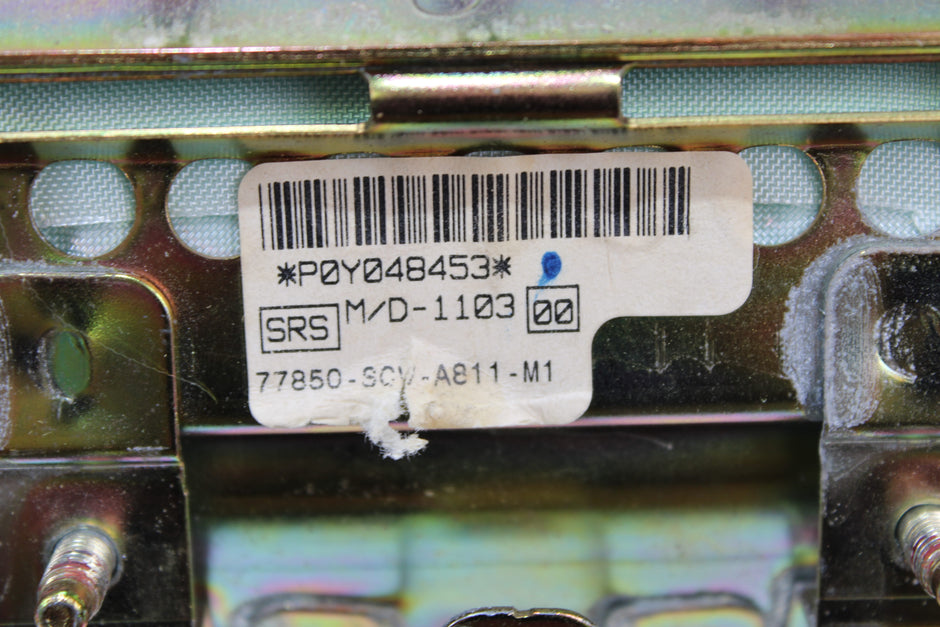 *P0Y048453*
SRS M/D-1103 00
77850-SCV-A811-M1